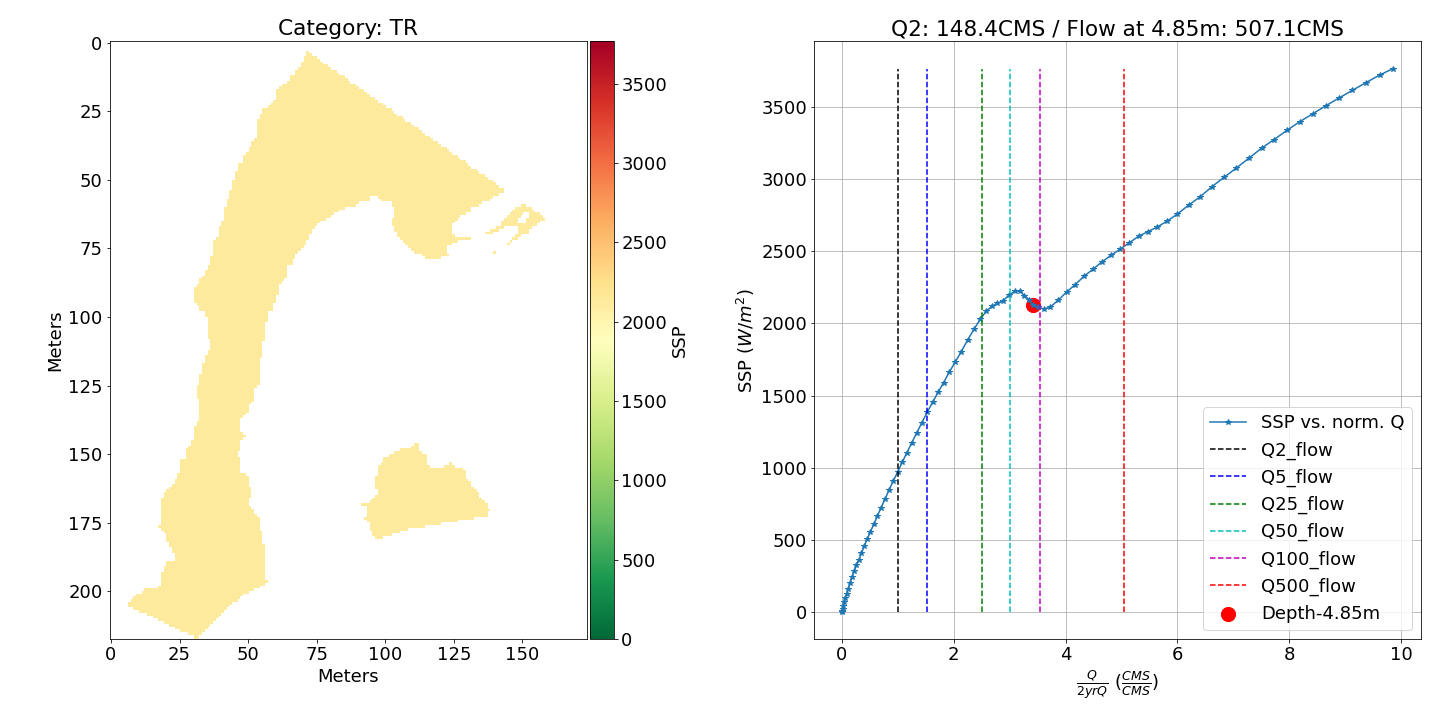 Category: TR
0
25
50
75
100
125
150
175
200
Meters
0
25
50
75
100
125
150
Meters
3500
3000
2500
2000
1500
1000
500
0
SSP
Q2: 148.4CMS / Flow at 4.85m: 507.1CMS
3500
3000
2500
2000
1500
1000
500
0
SSP (W/m²)
SSP vs. norm. Q
Q2_flow
Q5_flow
Q25_flow
Q50_flow
Q100_flow
Q500_flow
Depth-4.85m
0
2
4
6
8
10
Q/2yrQ (CMS/CMS)